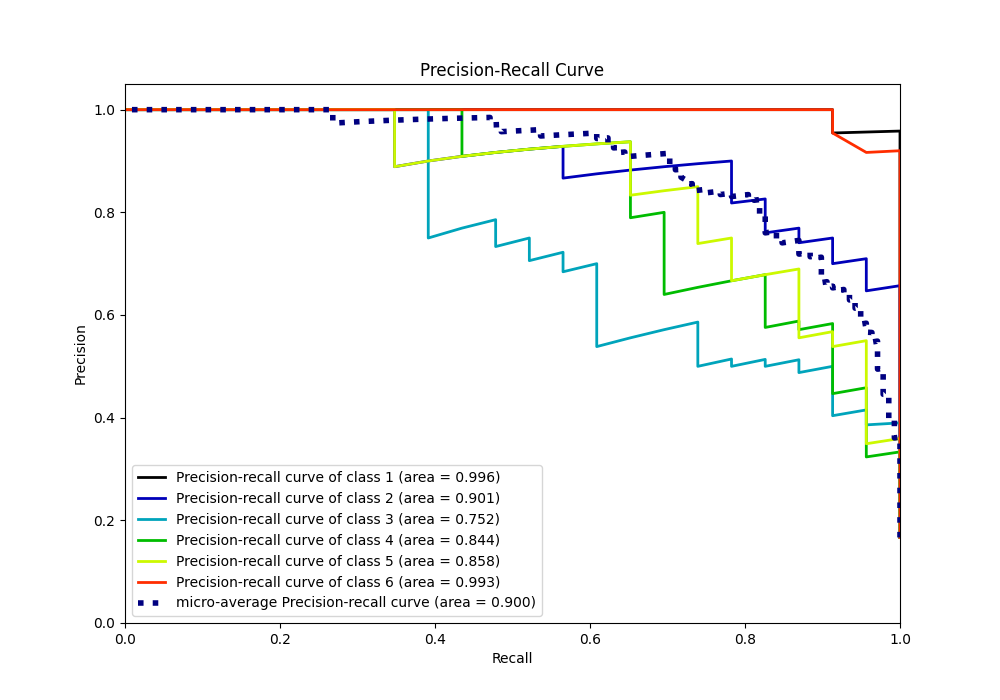 Precision-Recall Curve
1.0
0.8
0.6
0.4
0.2
0.0
Precision
Precision-recall curve of class 1 (area = 0.996)
Precision-recall curve of class 2 (area = 0.901)
Precision-recall curve of class 3 (area = 0.752)
Precision-recall curve of class 4 (area = 0.844)
Precision-recall curve of class 5 (area = 0.858)
Precision-recall curve of class 6 (area = 0.993)
micro-average Precision-recall curve (area = 0.900)
0.0 0.2 0.4 0.6 0.8 1.0
Recall